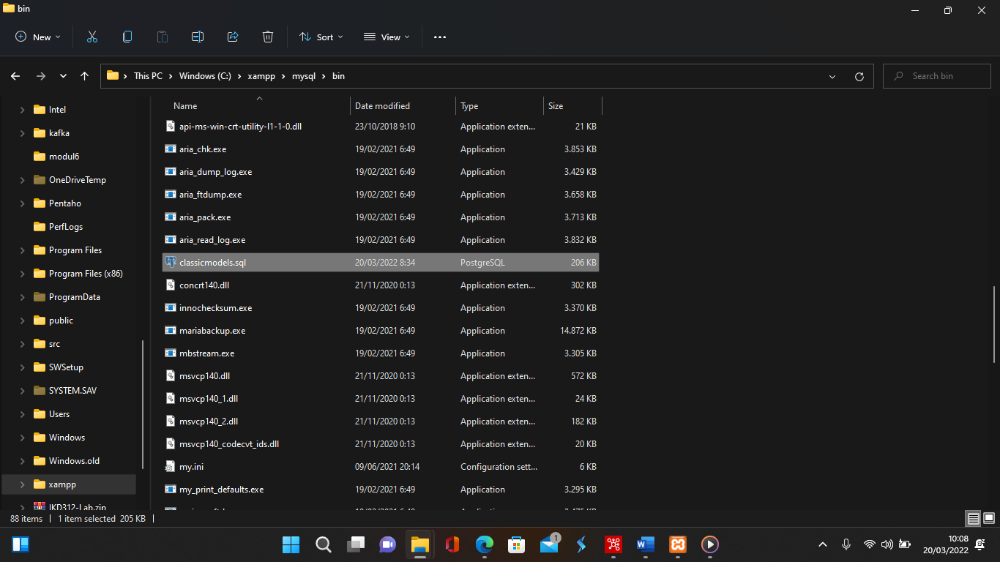 bin
New
Sort
View
This PC
Windows (C:)
xampp
mysql
bin
Search bin
Intel
kafka
modul6
OneDriveTemp
Pentaho
PerfLogs
Program Files
Program Files (x86)
ProgramData
public
src
SWSetup
SYSTEM.SAV
Users
Windows
Windows.old
xampp
IKD312-Lab.zip
Name Date modified Type Size
api-ms-win-crt-utility-l1-1-0.dll 23/10/2018 9:10 Application exten... 21 KB
aria_chk.exe 19/02/2021 6:49 Application 3.853 KB
aria_dump_log.exe 19/02/2021 6:49 Application 3.429 KB
aria_ftdump.exe 19/02/2021 6:49 Application 3.658 KB
aria_pack.exe 19/02/2021 6:49 Application 3.713 KB
aria_read_log.exe 19/02/2021 6:49 Application 3.832 KB
classicmodels.sql 20/03/2022 8:34 PostgreSQL 206 KB
concrt140.dll 21/11/2020 0:13 Application exten... 302 KB
innochecksum.exe 19/02/2021 6:49 Application 3.370 KB
mariabackup.exe 19/02/2021 6:49 Application 14.872 KB
mbstream.exe 19/02/2021 6:49 Application 3.305 KB
msvcp140.dll 21/11/2020 0:13 Application exten... 572 KB
msvcp140_1.dll 21/11/2020 0:13 Application exten... 24 KB
msvcp140_2.dll 21/11/2020 0:13 Application exten... 182 KB
msvcp140_codecvt_ids.dll 21/11/2020 0:13 Application exten... 20 KB
my.ini 09/06/2021 20:14 Configuration sett... 6 KB
my_print_defaults.exe 19/02/2021 6:49 Application 3.295 KB
88 items 1 item selected 205 KB
1
10:08
20/03/2022